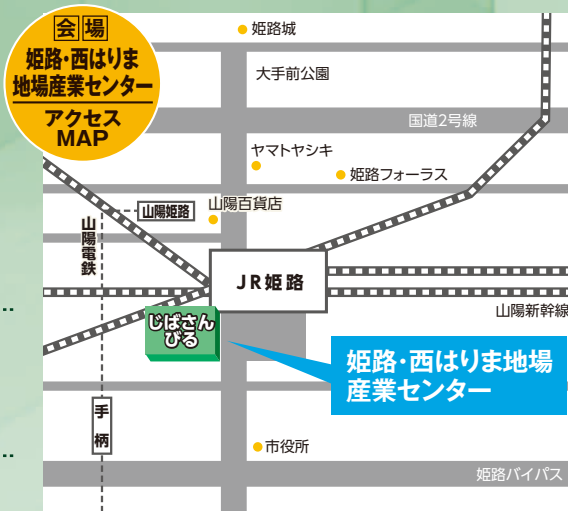 会場
姫路・西はりま
地場産業センター
アクセス
MAP
姫路城
大手前公園
国道2号線
ヤマトヤシキ
姫路フォーラス
山陽百貨店
山陽姫路
山陽電鉄
JR姫路
山陽新幹線
じばさん
びる
姫路・西はりま地場
産業センター
手柄
市役所
姫路バイパス